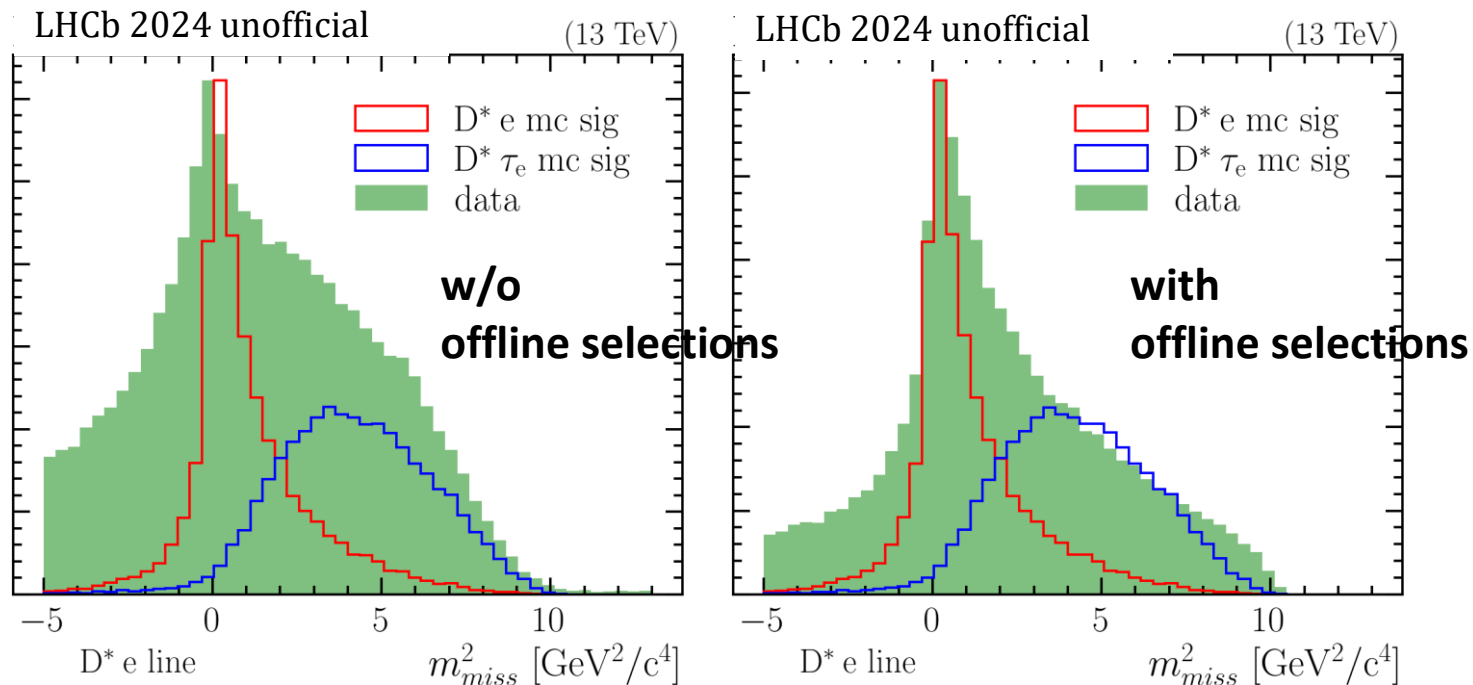 LHCb 2024 unofficial
(13 TeV)
D* e mc sig
D* τe mc sig
data
w/o
offline selections
−5 0 5 10
D* e line
m²miss [GeV²/c⁴]
LHCb 2024 unofficial
(13 TeV)
D* e mc sig
D* τe mc sig
data
with
offline selections
−5 0 5 10
D* e line
m²miss [GeV²/c⁴]